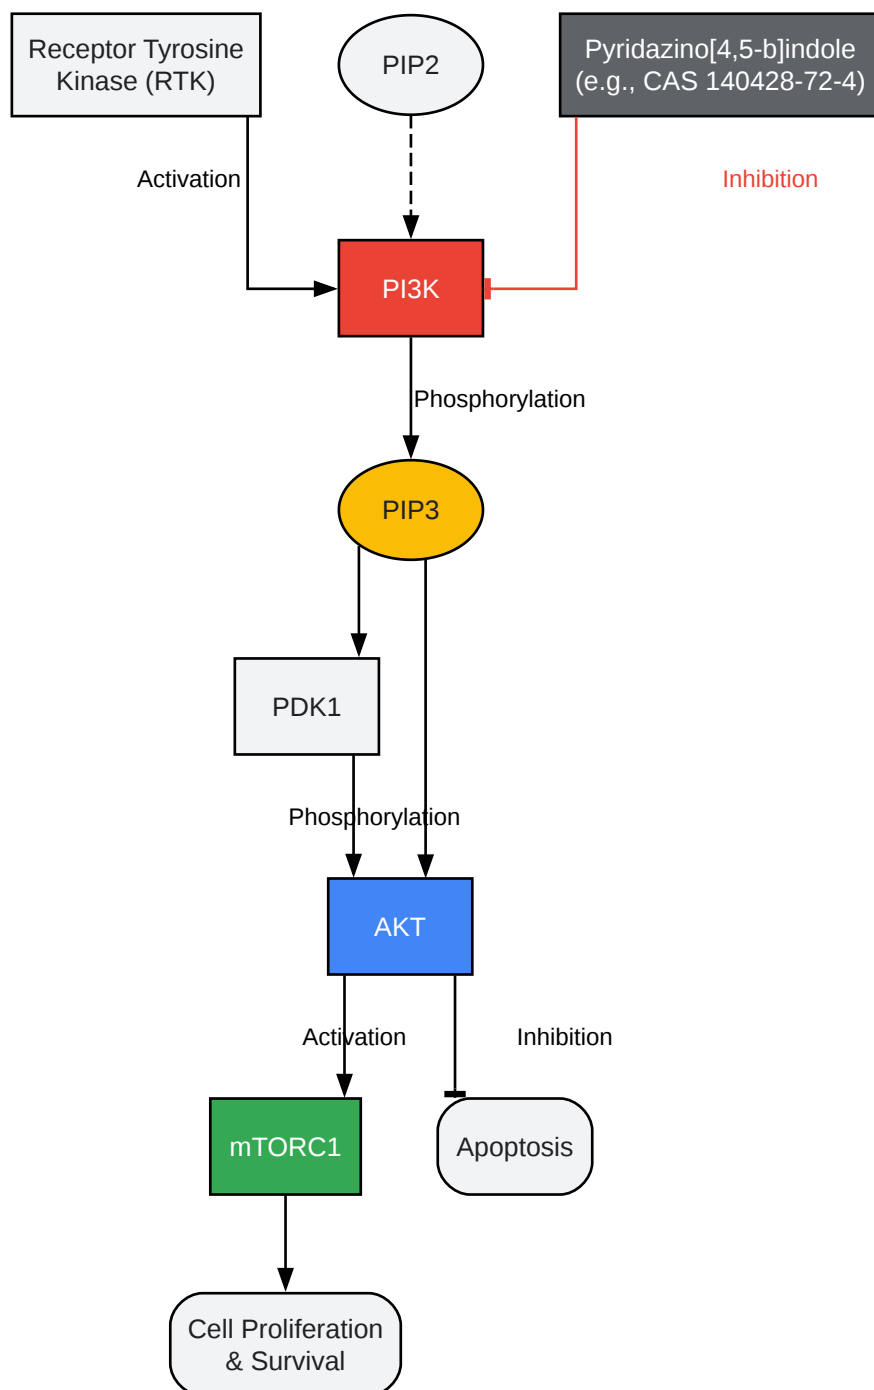 Receptor Tyrosine
Kinase (RTK)
PIP2
Pyridazino[4,5-b]indole
(e.g., CAS 140428-72-4)
Activation
Inhibition
PI3K
Phosphorylation
PIP3
PDK1
Phosphorylation
AKT
Activation
Inhibition
mTORC1
Apoptosis
Cell Proliferation
& Survival